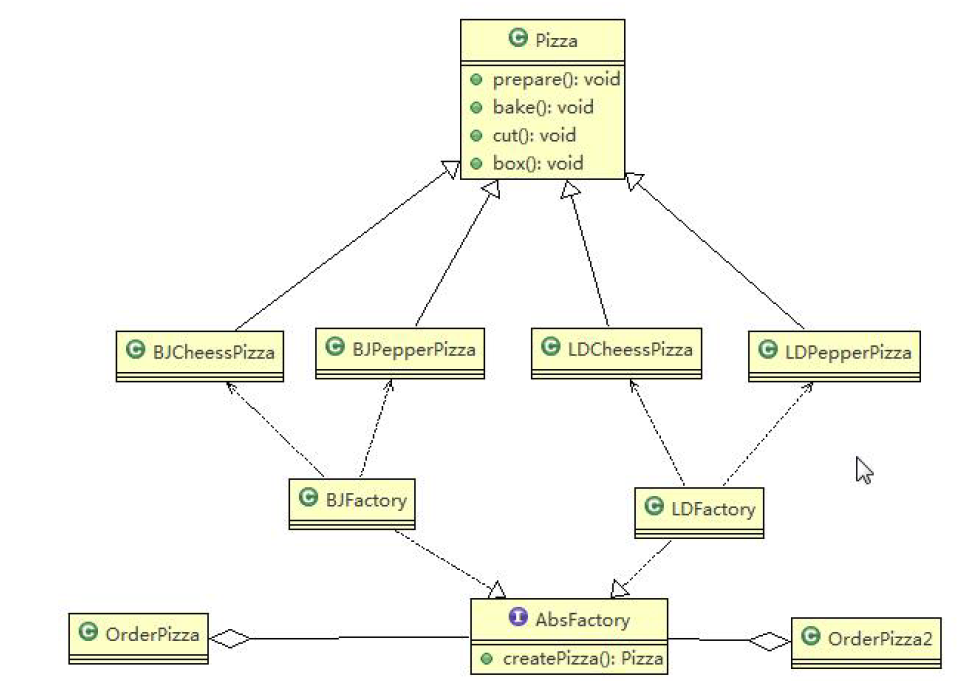 Pizza
prepare(): void
bake(): void
cut(): void
box(): void
BJCheessPizza
BJPepperPizza
LDCheessPizza
LDPepperPizza
BJFactory
LDFactory
OrderPizza
AbsFactory
createPizza(): Pizza
OrderPizza2